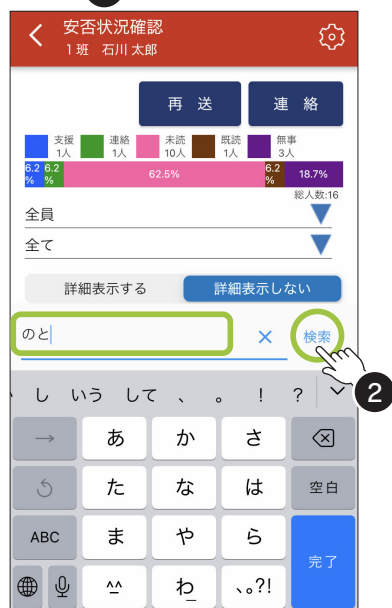 安否状況確認
1班 石川 太郎
再 送 連 絡
支援 連絡 未読 既読 無事
1人 1人 10人 1人 3人
6.2 6.2 62.5% 6.2 18.7%
% % %
総人数:16
全員
全て
詳細表示する 詳細表示しない
のと × 検索
2
し いう して 、 。 ! ?
→ あ か さ
た な は 空白
ABC ま や ら 完了
^^ わ 、。?!